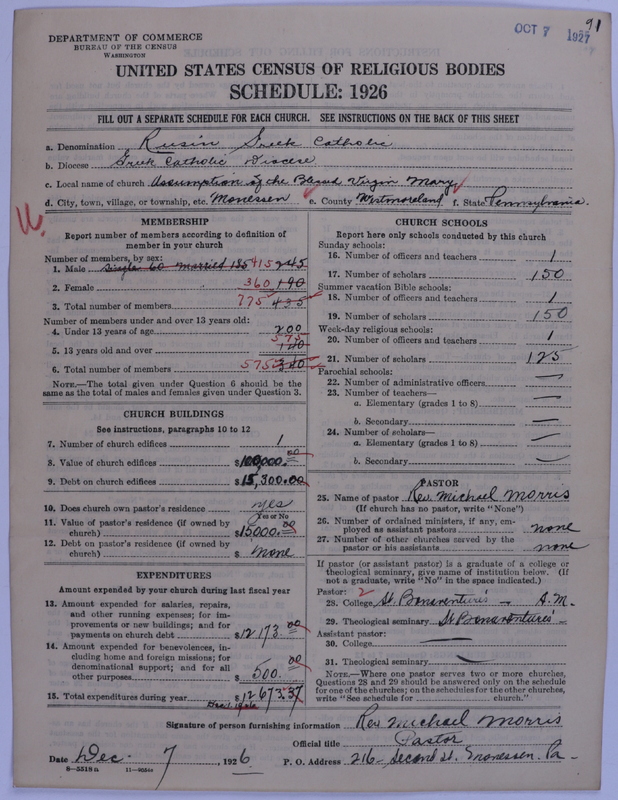 91
OCT 7 1927
DEPARTMENT OF COMMERCE
BUREAU OF THE CENSUS
WASHINGTON
UNITED STATES CENSUS OF RELIGIOUS BODIES
SCHEDULE: 1926
FILL OUT A SEPARATE SCHEDULE FOR EACH CHURCH. SEE INSTRUCTIONS ON THE BACK OF THIS SHEET
a. Denomination Rusin Greek Catholic
b. Diocese Greek Catholic Diocese
c. Local name of church Assumption of the Blessed Virgin Mary
d. City, town, village, or township, etc. Monessen e. County Westmoreland f. State Pennsylvania.
MEMBERSHIP
Report number of members according to definition of
member in your church
Number of members, by sex:
1. Male single 60 married 185 415 245
2. Female 360 190
3. Total number of members 775 435
Number of members under and over 13 years old:
4. Under 13 years of age 200
575
5. 13 years old and over 140
6. Total number of members 575 340
NOTE.—The total given under Question 6 should be the
same as the total of males and females given under Question 3.
CHURCH BUILDINGS
See instructions, paragraphs 10 to 12
7. Number of church edifices 1
8. Value of church edifices $100,000.00
9. Debt on church edifices $15,300.00
10. Does church own pastor's residence yes
Yes or No
11. Value of pastor's residence (if owned by
church) $15000.00
12. Debt on pastor's residence (if owned by
church) $ None
EXPENDITURES
Amount expended by your church during last fiscal year
13. Amount expended for salaries, repairs,
and other running expenses; for im-
provements or new buildings; and for
payments on church debt $12173.00
14. Amount expended for benevolences, in-
cluding home and foreign missions; for
denominational support; and for all
other purposes $500.00
15. Total expenditures during year $12673.37
CHURCH SCHOOLS
Report here only schools conducted by this church
Sunday schools:
16. Number of officers and teachers 1
17. Number of scholars 150
Summer vacation Bible schools:
18. Number of officers and teachers 1
19. Number of scholars 150
Week-day religious schools:
20. Number of officers and teachers 1
21. Number of scholars 125
Parochial schools:
22. Number of administrative officers —
23. Number of teachers—
a. Elementary (grades 1 to 8) —
b. Secondary —
24. Number of scholars—
a. Elementary (grades 1 to 8) —
b. Secondary —
PASTOR
25. Name of pastor Rev. Michael Morris
(If church has no pastor, write "None")
26. Number of ordained ministers, if any, em-
ployed as assistant pastors none
27. Number of other churches served by the
pastor or his assistants none
If pastor (or assistant pastor) is a graduate of a college or
theological seminary, give name of institution below. (If
not a graduate, write "No" in the space indicated.)
Pastor: 2
28. College St Bonaventure's — A.M.
29. Theological seminary St Bonaventures' —
Assistant pastor:
30. College —
31. Theological seminary —
NOTE.—Where one pastor serves two or more churches,
Questions 28 and 29 should be answered only on the schedule
for one of the churches; on the schedules for the other churches,
write "See schedule for church."
Signature of person furnishing information Rev Michael Morris
Official title Pastor
Date Dec. 7, 1926 P. O. Address 216 Second St. Monessen, Pa.
8—5518a 11—9054